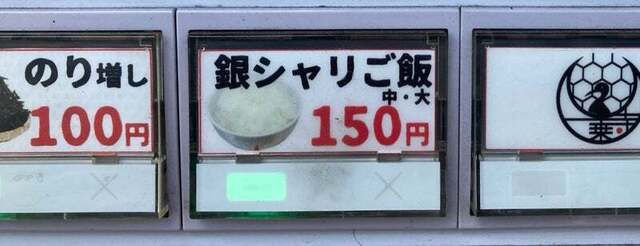 のり増し
100円
銀シャリご飯
中・大
150円